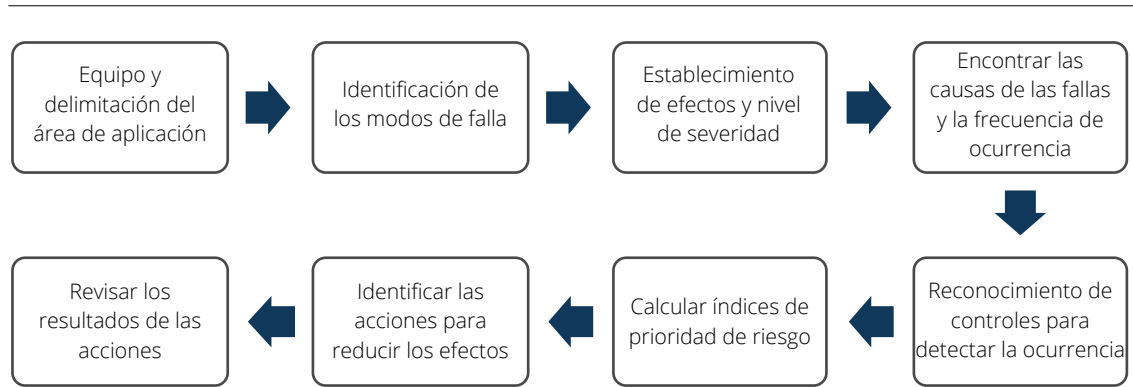 Equipo y
delimitación del
área de aplicación
Identificación de
los modos de falla
Establecimiento
de efectos y nivel
de severidad
Encontrar las
causas de las fallas
y la frecuencia de
ocurrencia
Reconocimiento de
controles para
detectar la ocurrencia
Calcular índices de
prioridad de riesgo
Identificar las
acciones para
reducir los efectos
Revisar los
resultados de las
acciones